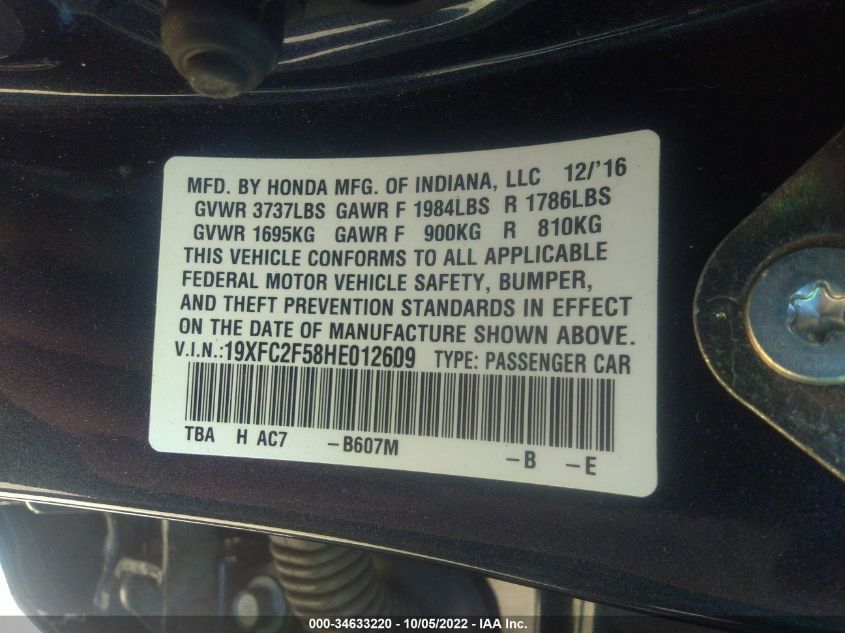 MFD. BY HONDA MFG. OF INDIANA, LLC 12/'16
GVWR 3737LBS GAWR F 1984LBS R 1786LBS
GVWR 1695KG GAWR F 900KG R 810KG
THIS VEHICLE CONFORMS TO ALL APPLICABLE
FEDERAL MOTOR VEHICLE SAFETY, BUMPER,
AND THEFT PREVENTION STANDARDS IN EFFECT
ON THE DATE OF MANUFACTURE SHOWN ABOVE.
V.I.N.:19XFC2F58HE012609 TYPE: PASSENGER CAR
TBA H AC7 -B607M -B -E
000-34633220 - 10/05/2022 - IAA Inc.